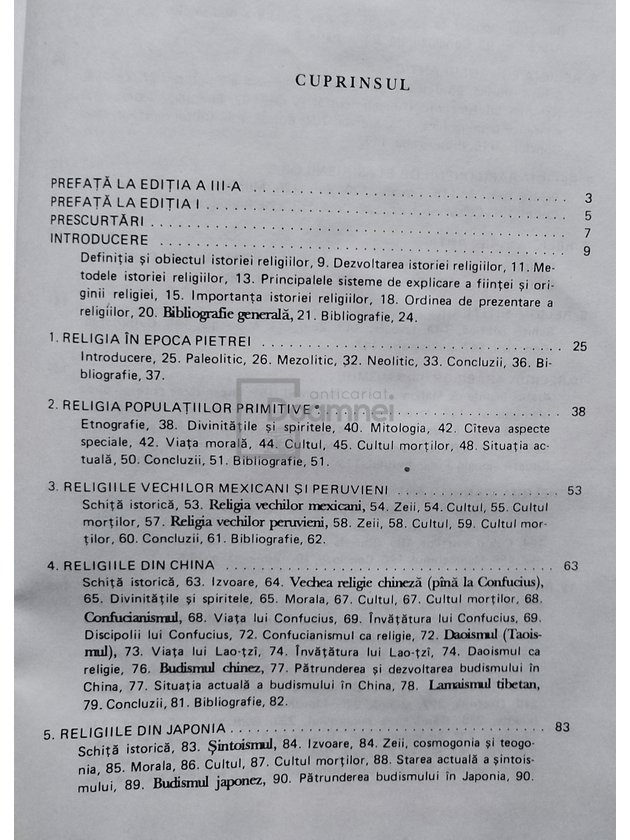 CUPRINSUL
PREFAȚĂ LA EDIȚIA A III-A . . . . . . . . . . . . . . . . . . . . . . . . . . . . 3
PREFAȚĂ LA EDIȚIA I . . . . . . . . . . . . . . . . . . . . . . . . . . . . 5
PRESCURTĂRI . . . . . . . . . . . . . . . . . . . . . . . . . . . . 7
INTRODUCERE . . . . . . . . . . . . . . . . . . . . . . . . . . . . 9
Definiția și obiectul istoriei religiilor, 9. Dezvoltarea istoriei religiilor, 11. Me-
todele istoriei religiilor, 13. Principalele sisteme de explicare a ființei și ori-
ginii religiei, 15. Importanța istoriei religiilor, 18. Ordinea de prezentare a
religiilor, 20. Bibliografie generală, 21. Bibliografie, 24.
1. RELIGIA ÎN EPOCA PIETREI . . . . . . . . . . . . . . . . . . . . . . . . 25
Introducere, 25. Paleolitic, 26. Mezolitic, 32. Neolitic, 33. Concluzii, 36. Bi-
bliografie, 37.
anticariat
Doamnei
2. RELIGIA POPULAȚIILOR PRIMITIVE . . . . . . . . . . . . . . . . . . . . 38
Etnografie, 38. Divinitățile și spiritele, 40. Mitologia, 42. Cîteva aspecte
speciale, 42. Viața morală, 44. Cultul, 45. Cultul morților, 48. Situația ac-
tuală, 50. Concluzii, 51. Bibliografie, 51.
3. RELIGIILE VECHILOR MEXICANI ȘI PERUVIENI . . . . . . . . . . . . . . 53
Schiță istorică, 53. Religia vechilor mexicani, 54. Zeii, 54. Cultul, 55. Cultul
morților, 57. Religia vechilor peruvieni, 58. Zeii, 58. Cultul, 59. Cultul mor-
ților, 60. Concluzii, 61. Bibliografie, 62.
4. RELIGIILE DIN CHINA . . . . . . . . . . . . . . . . . . . . . . . . . . 63
Schiță istorică, 63. Izvoare, 64. Vechea religie chineză (pînă la Confucius),
65. Divinitățile și spiritele, 65. Morala, 67. Cultul, 67. Cultul morților, 68.
Confucianismul, 68. Viața lui Confucius, 69. Învățătura lui Confucius, 69.
Discipolii lui Confucius, 72. Confucianismul ca religie, 72. Daoismul (Taois-
mul), 73. Viața lui Lao-tzî, 74. Învățătura lui Lao-tzî, 74. Daoismul ca
religie, 76. Budismul chinez, 77. Pătrunderea și dezvoltarea budismului în
China, 77. Situația actuală a budismului în China, 78. Lamaismul tibetan,
79. Concluzii, 81. Bibliografie, 82.
5. RELIGIILE DIN JAPONIA . . . . . . . . . . . . . . . . . . . . . . . . . 83
Schiță istorică, 83. Șintoismul, 84. Izvoare, 84. Zeii, cosmogonia și teogo-
nia, 85. Morala, 86. Cultul, 87. Cultul morților, 88. Starea actuală a șintois-
mului, 89. Budismul japonez, 90. Pătrunderea budismului în Japonia, 90.